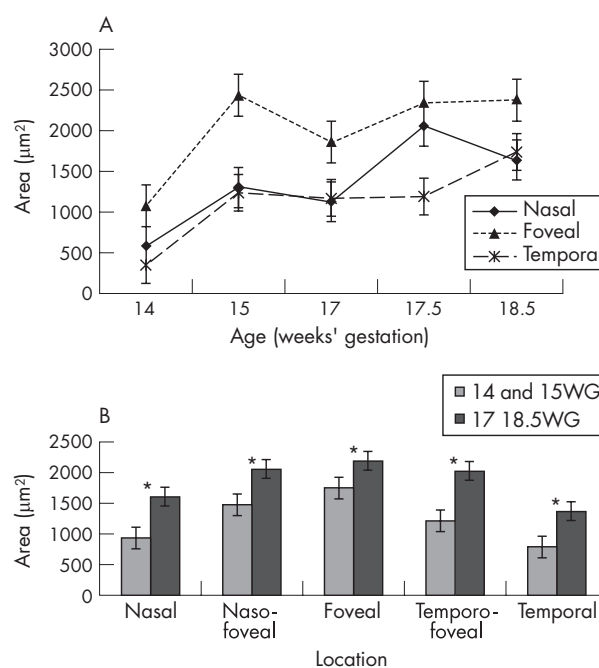 A
3000
2500
2000
1500
1000
500
0
Area (μm²)
14 15 17 17.5 18.5
Age (weeks' gestation)
Nasal
Foveal
Temporal
B
14 and 15WG
17 18.5WG
2500
2000
1500
1000
500
0
Area (μm²)
* * * * *
Nasal Naso- Foveal Temporo- Temporal
foveal foveal
Location